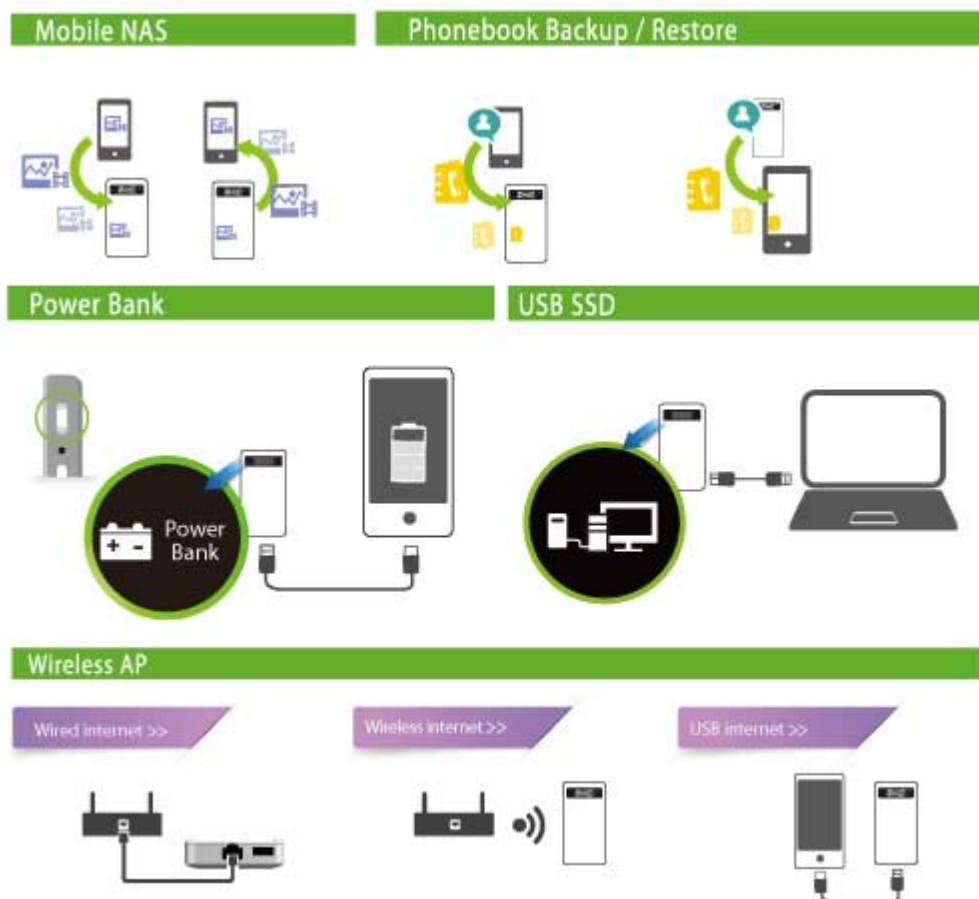 Mobile NAS
Phonebook Backup / Restore
Power Bank
USB SSD
Power
Bank
Wireless AP
Wired internet >>
Wireless internet >>
USB internet >>